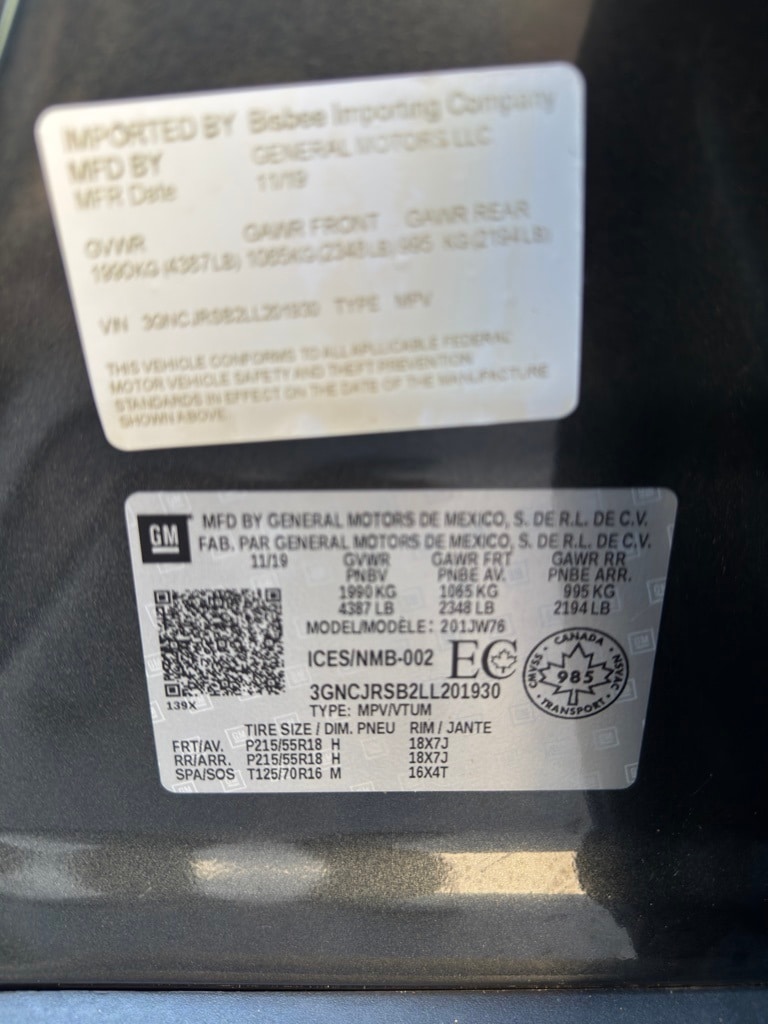 IMPORTED BY Bisbee Importing Company
MFD BY GENERAL MOTORS LLC
MFR Date 11/19
GVWR GAWR FRONT GAWR REAR
1990KG (4387LB) 1065KG (2348LB) 995 KG (2194LB)
VIN 3GNCJRSB2LL201930 TYPE MPV
THIS VEHICLE CONFORMS TO ALL APLLICABLE FEDERAL
MOTOR VEHICLE SAFETY AND THEFT PREVENTION
STANDARDS IN EFFECT ON THE DATE OF THE MANUFACTURE
SHOWN ABOVE.
GM
MFD BY GENERAL MOTORS DE MEXICO, S. DE R.L. DE C.V.
FAB. PAR GENERAL MOTORS DE MEXICO, S. DE R.L. DE C.V.
11/19 GVWR GAWR FRT GAWR RR
PNBV PNBE AV. PNBE ARR.
1990 KG 1065 KG 995 KG
4387 LB 2348 LB 2194 LB
MODEL/MODÈLE: 201JW76
ICES/NMB-002 EC
CANADA
CMVSS 985 NSVAC
TRANSPORT
3GNCJRSB2LL201930
139X
TYPE: MPV/VTUM
TIRE SIZE / DIM. PNEU RIM / JANTE
FRT/AV. P215/55R18 H 18X7J
RR/ARR. P215/55R18 H 18X7J
SPA/SOS T125/70R16 M 16X4T